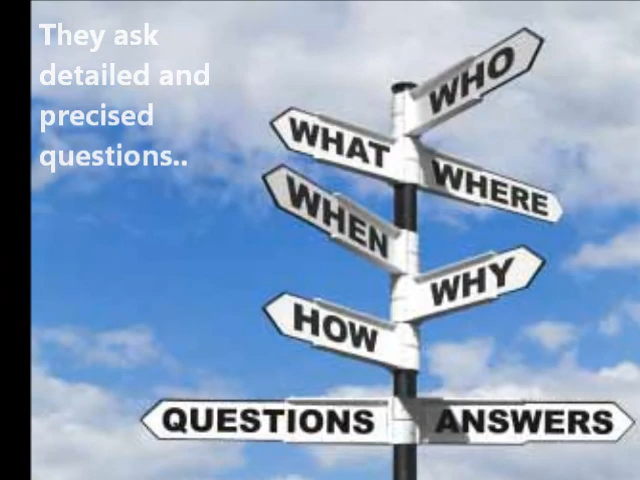 They ask
detailed and
precised
questions..
WHO
WHAT
WHERE
WHEN
WHY
HOW
QUESTIONS
ANSWERS